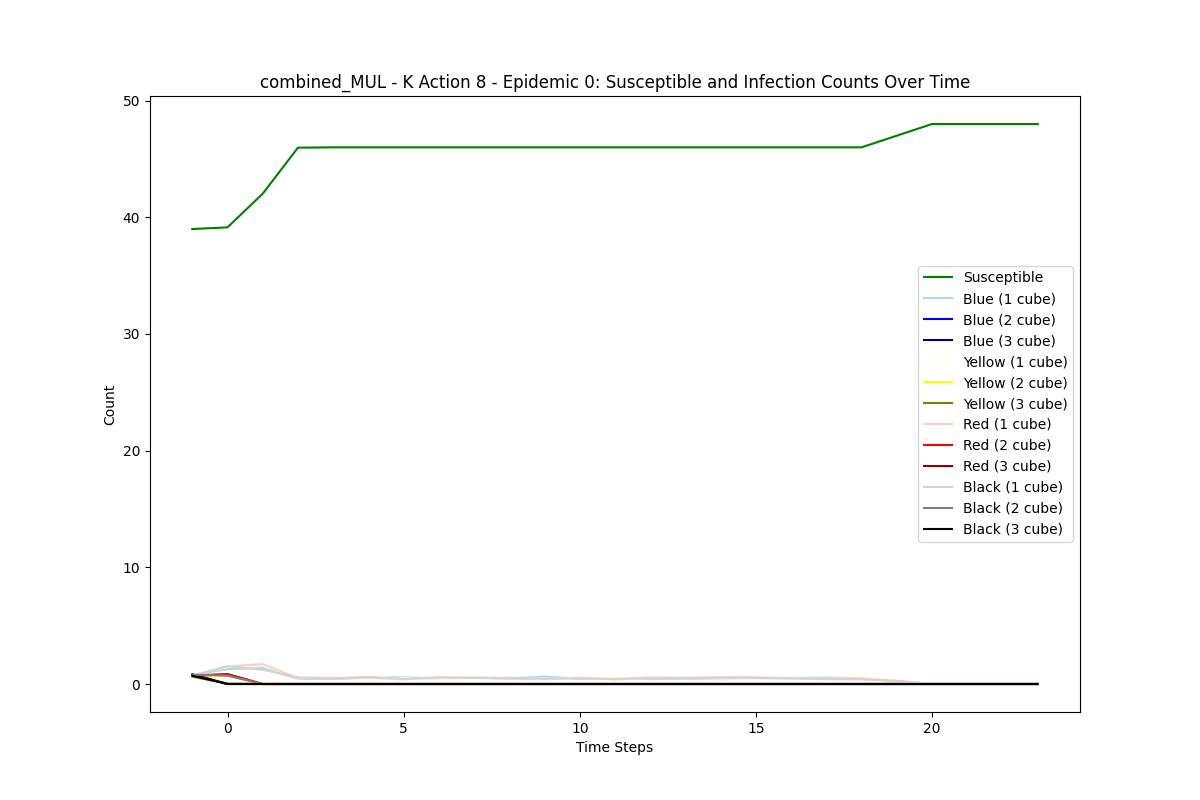 combined_MUL - K Action 8 - Epidemic 0: Susceptible and Infection Counts Over Time
50
40
30
20
10
0
Count
Susceptible
Blue (1 cube)
Blue (2 cube)
Blue (3 cube)
Yellow (1 cube)
Yellow (2 cube)
Yellow (3 cube)
Red (1 cube)
Red (2 cube)
Red (3 cube)
Black (1 cube)
Black (2 cube)
Black (3 cube)
0 5 10 15 20
Time Steps